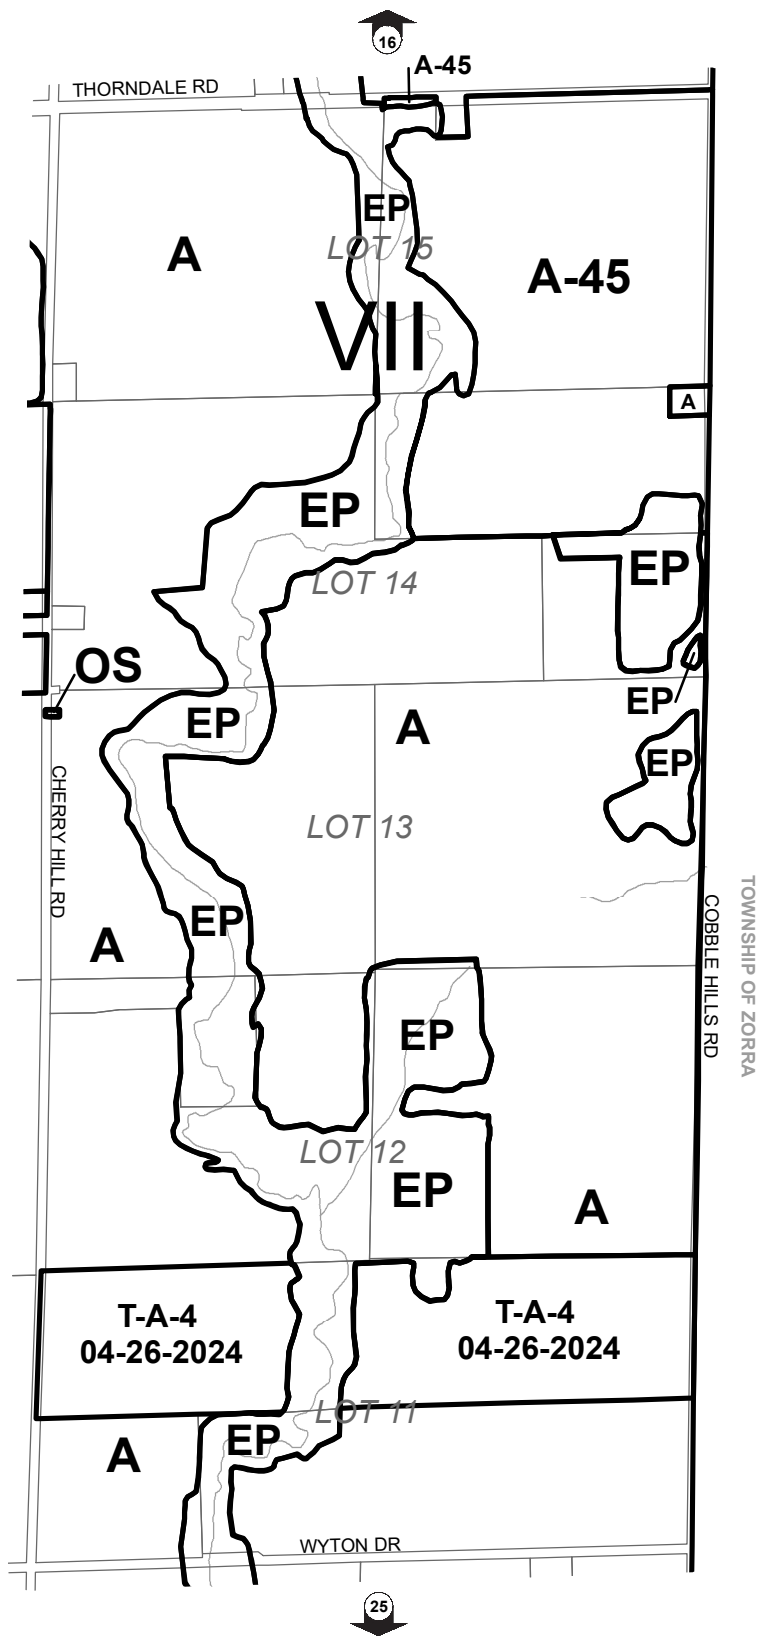 16
A-45
THORNDALE RD
EP
LOT 15
A
A-45
VII
A
EP
EP
LOT 14
OS
EP
EP
A
EP
CHERRY HILL RD
LOT 13
TOWNSHIP OF ZORRA
COBBLE HILLS RD
EP
A
EP
LOT 12
EP
A
T-A-4
04-26-2024
T-A-4
04-26-2024
LOT 11
EP
A
WYTON DR
25